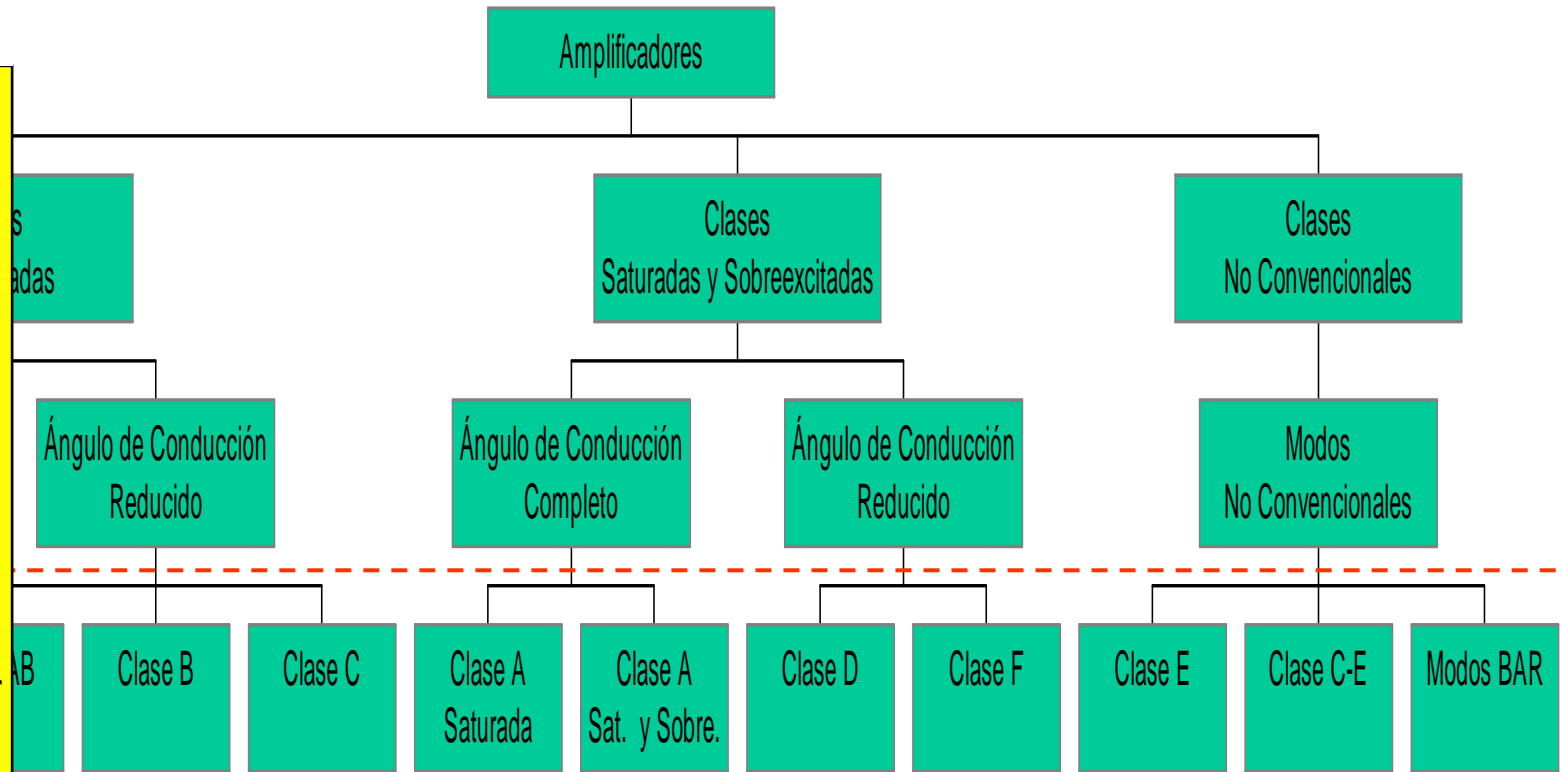 Amplificadores
Clases
Saturadas y Sobreexcitadas
Clases
No Convencionales
Ángulo de Conducción
Reducido
Ángulo de Conducción
Completo
Ángulo de Conducción
Reducido
Modos
No Convencionales
AB
Clase B
Clase C
Clase A
Saturada
Clase A
Sat. y Sobre.
Clase D
Clase F
Clase E
Clase C-E
Modos BAR